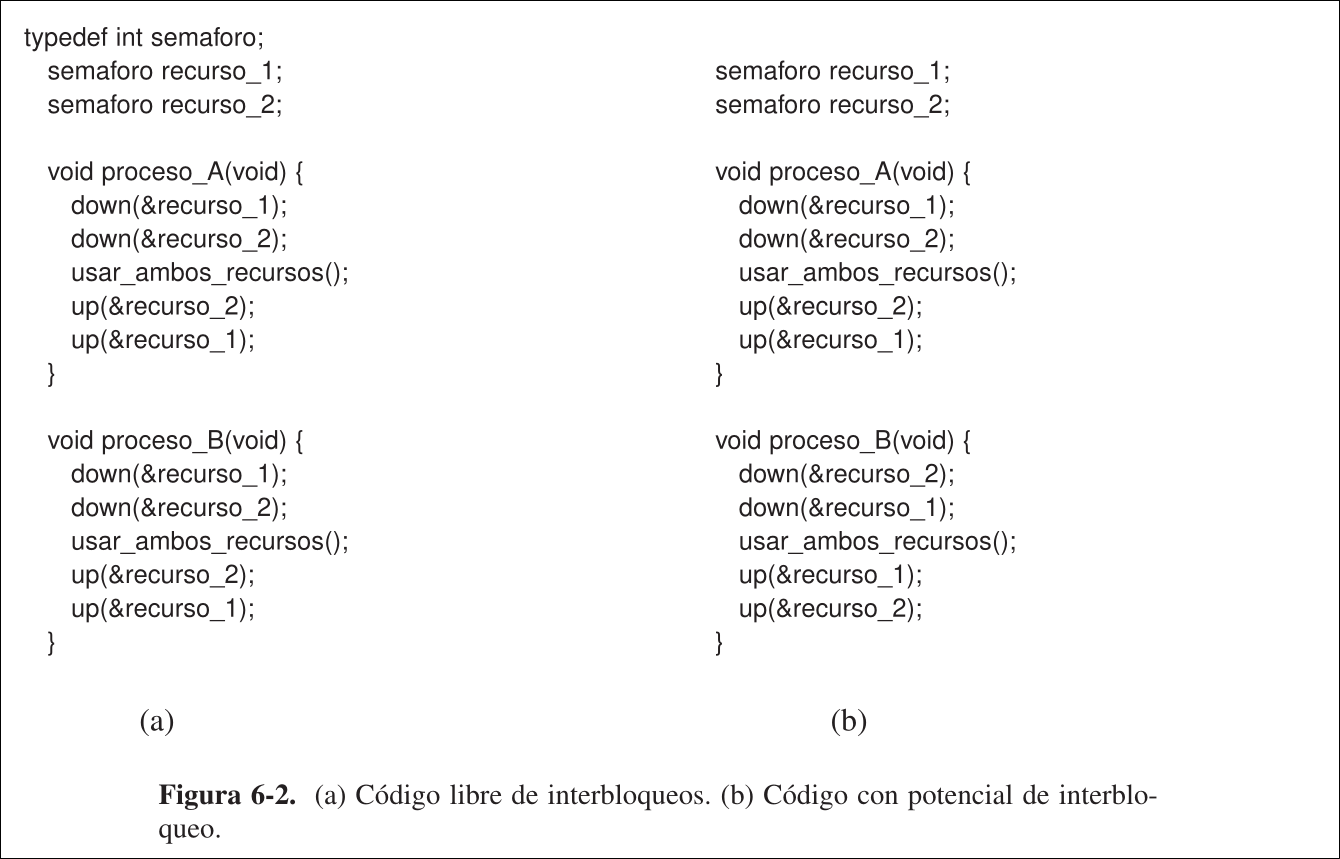 typedef int semaforo;
semaforo recurso_1;
semaforo recurso_2;
void proceso_A(void) {
down(&recurso_1);
down(&recurso_2);
usar_ambos_recursos();
up(&recurso_2);
up(&recurso_1);
}
void proceso_B(void) {
down(&recurso_1);
down(&recurso_2);
usar_ambos_recursos();
up(&recurso_2);
up(&recurso_1);
}
(a)
semaforo recurso_1;
semaforo recurso_2;
void proceso_A(void) {
down(&recurso_1);
down(&recurso_2);
usar_ambos_recursos();
up(&recurso_2);
up(&recurso_1);
}
void proceso_B(void) {
down(&recurso_2);
down(&recurso_1);
usar_ambos_recursos();
up(&recurso_1);
up(&recurso_2);
}
(b)
Figura 6-2. (a) Código libre de interbloqueos. (b) Código con potencial de interblo-
queo.